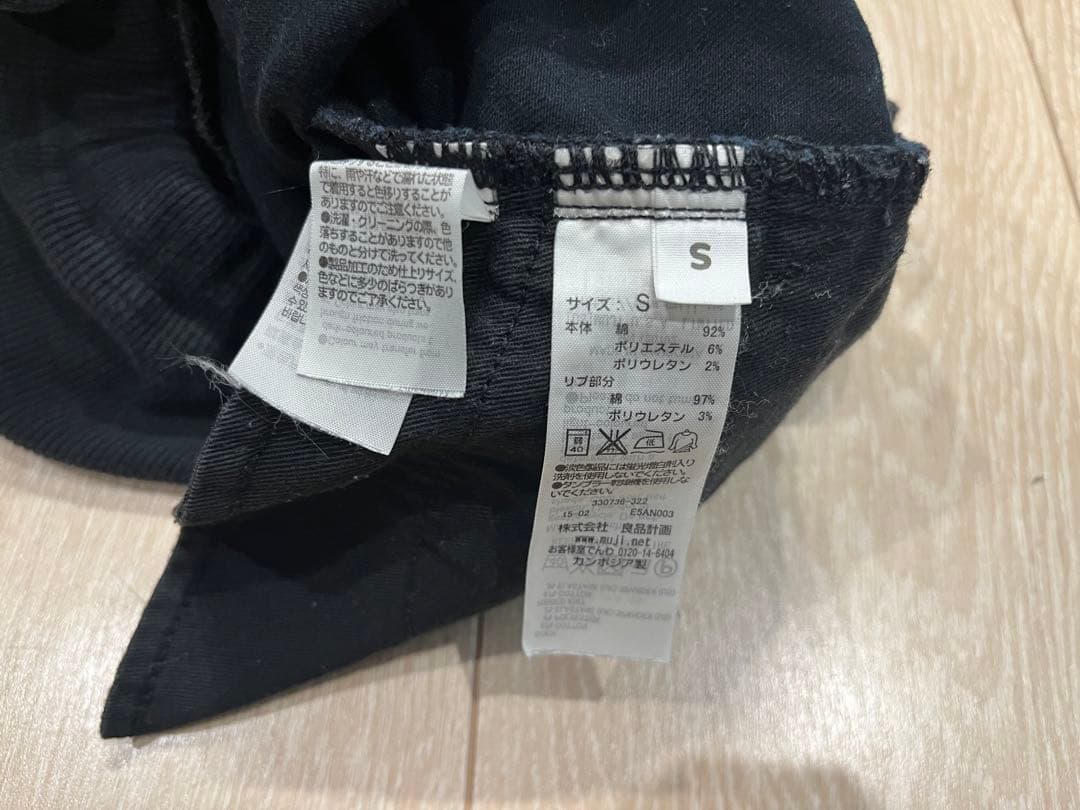 特に、雨や汗などで濡れた状態
で着用すると色移りすることが
ありますのでご注意ください。
●洗濯・クリーニングの際、色
落ちすることがありますので他
のものと分けて洗ってください。
●製品加工のため仕上りサイズ、
色などに多少のばらつきがあり
ますのでご了承ください。
S
サイズ: S
本体 綿 92%
ポリエステル 6%
ポリウレタン 2%
リブ部分
綿 97%
ポリウレタン 3%
弱
40
低
●淡色製品には蛍光増白剤入り
洗剤を使用しないでください。
●タンブラー乾燥機を使用しな
いでください。
330736-322
15-02 E5AN003
株式会社 良品計画
www.muji.net
お客様室でんわ 0120-14-6404
カンボジア製